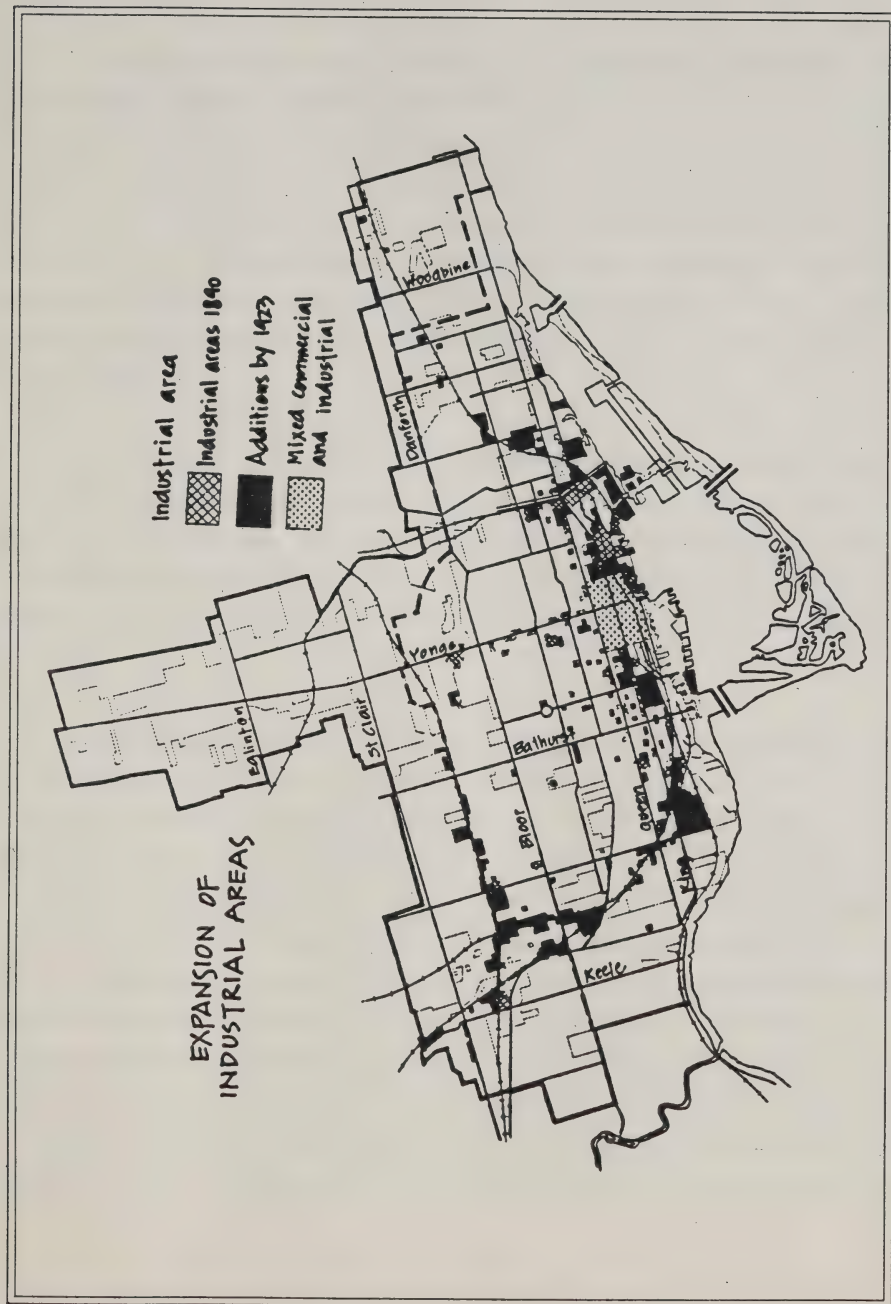 EXPANSION OF
INDUSTRIAL AREAS
Industrial area
Industrial areas 1890
Additions by 1923
Mixed commercial
and industrial
Eglinton
St Clair
Yonge
Danforth
Woodbine
Bathurst
Bloor
Queen
King
Keele